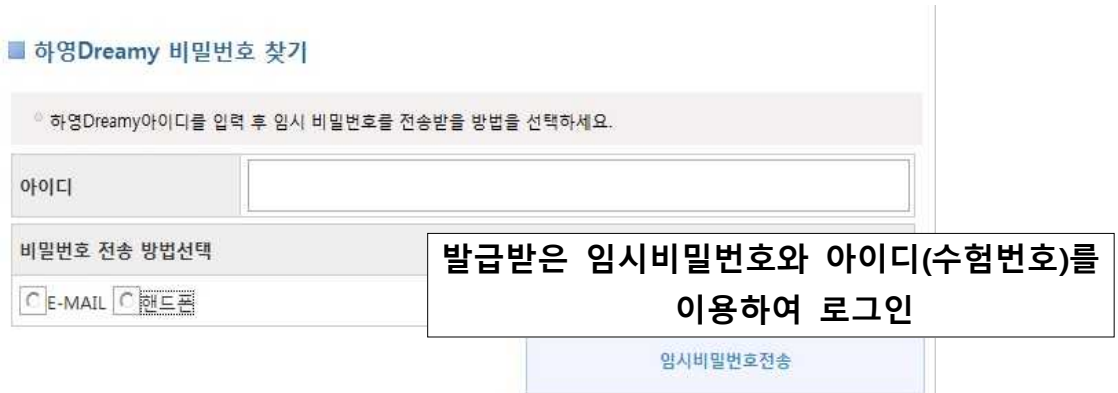 하영Dreamy 비밀번호 찾기
하영Dreamy아이디를 입력 후 임시 비밀번호를 전송받을 방법을 선택하세요.
아이디
비밀번호 전송 방법선택
발급받은 임시비밀번호와 아이디(수험번호)를
이용하여 로그인
E-MAIL 핸드폰
임시비밀번호전송